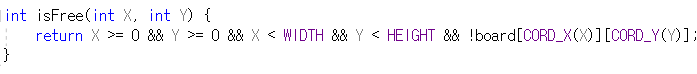 int isFree(int X, int Y) {
return X >= 0 && Y >= 0 && X < WIDTH && Y < HEIGHT && !board[CORD_X(X)][CORD_Y(Y)];
}